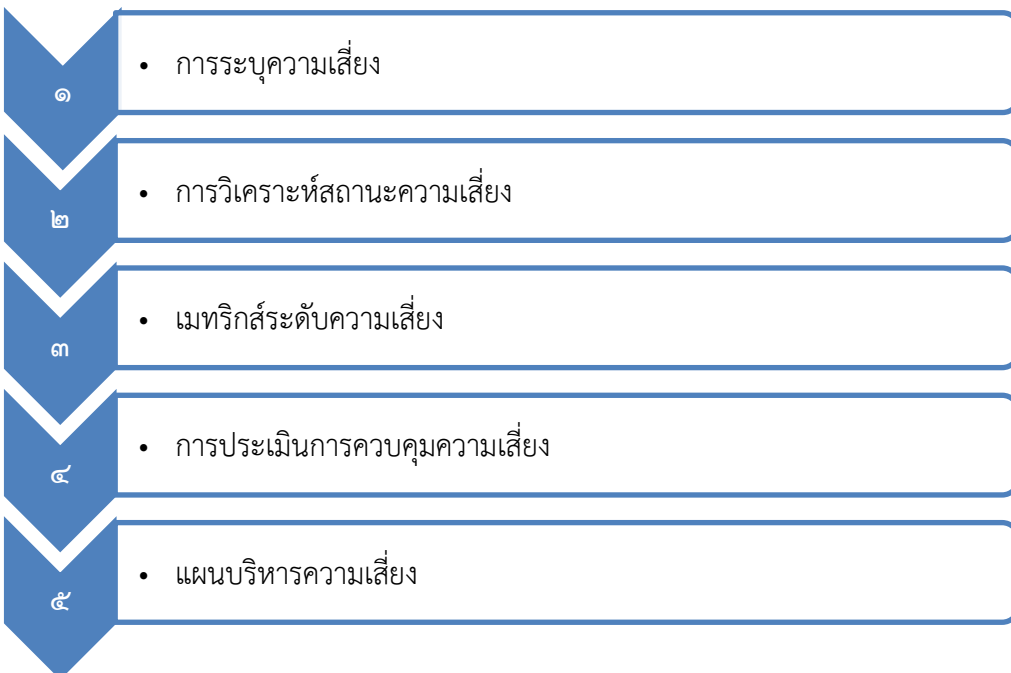 ๑
• การระบุความเสี่ยง
๒
• การวิเคราะห์สถานะความเสี่ยง
๓
• เมทริกส์ระดับความเสี่ยง
๔
• การประเมินการควบคุมความเสี่ยง
๕
• แผนบริหารความเสี่ยง